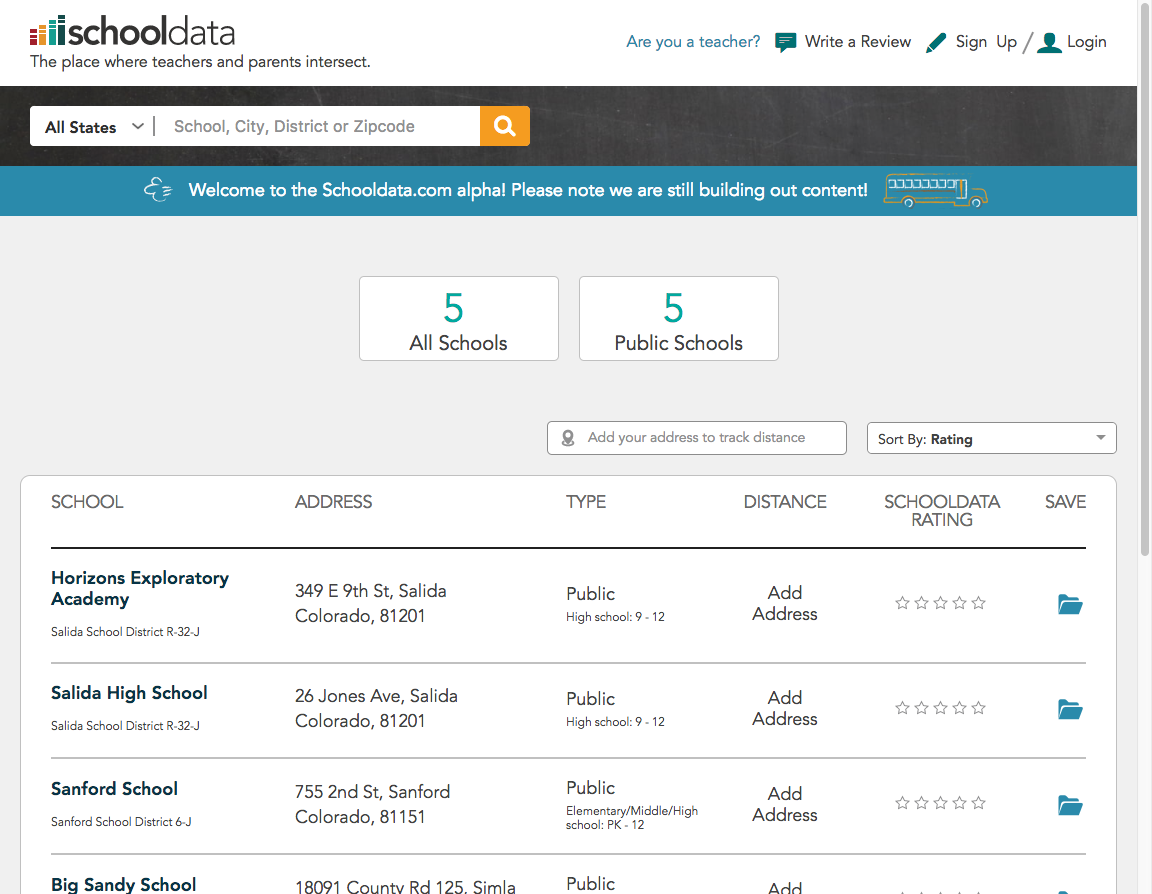 schooldata
The place where teachers and parents intersect.
Are you a teacher? Write a Review Sign Up / Login
All States School, City, District or Zipcode
Welcome to the Schooldata.com alpha! Please note we are still building out content!
5
All Schools
5
Public Schools
Add your address to track distance
Sort By: Rating
SCHOOL ADDRESS TYPE DISTANCE SCHOOLDATA SAVE
RATING
Horizons Exploratory
Academy
Salida School District R-32-J
349 E 9th St, Salida
Colorado, 81201
Public
High school: 9 - 12
Add
Address
Salida High School
Salida School District R-32-J
26 Jones Ave, Salida
Colorado, 81201
Public
High school: 9 - 12
Add
Address
Sanford School
Sanford School District 6-J
755 2nd St, Sanford
Colorado, 81151
Public
Elementary/Middle/High
school: PK - 12
Add
Address
Big Sandy School
18091 County Rd 125, Simla
Public
Add